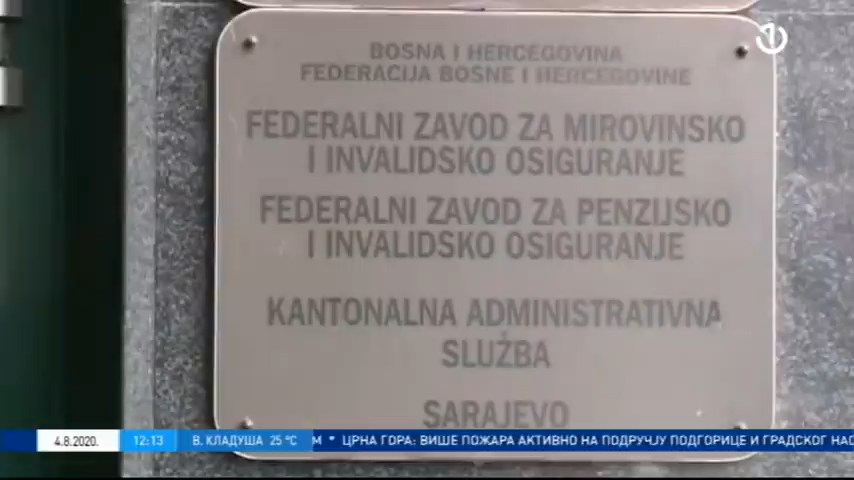 BOSNA I HERCEGOVINA
FEDERACIJA BOSNE I HERCEGOVINE
FEDERALNI ZAVOD ZA MIROVINSKO
I INVALIDSKO OSIGURANJE
FEDERALNI ZAVOD ZA PENZIJSKO
I INVALIDSKO OSIGURANJE
KANTONALNA ADMINISTRATIVNA
SLUŽBA
SARAJEVO
4.8.2020. 12:13 В. КЛАДУША 25 °C М * ЦРНА ГОРА: ВИШЕ ПОЖАРА АКТИВНО НА ПОДРУЧЈУ ПОДГОРИЦЕ И ГРАДСКОГ НАС